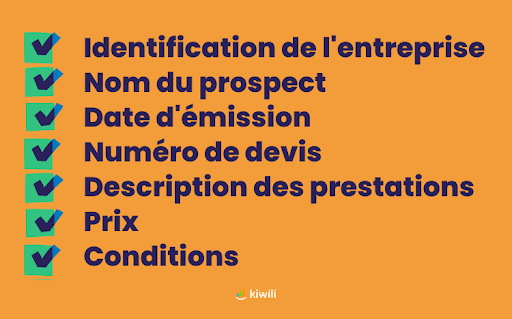 Identification de l'entreprise
Nom du prospect
Date d'émission
Numéro de devis
Description des prestations
Prix
Conditions
kiwili